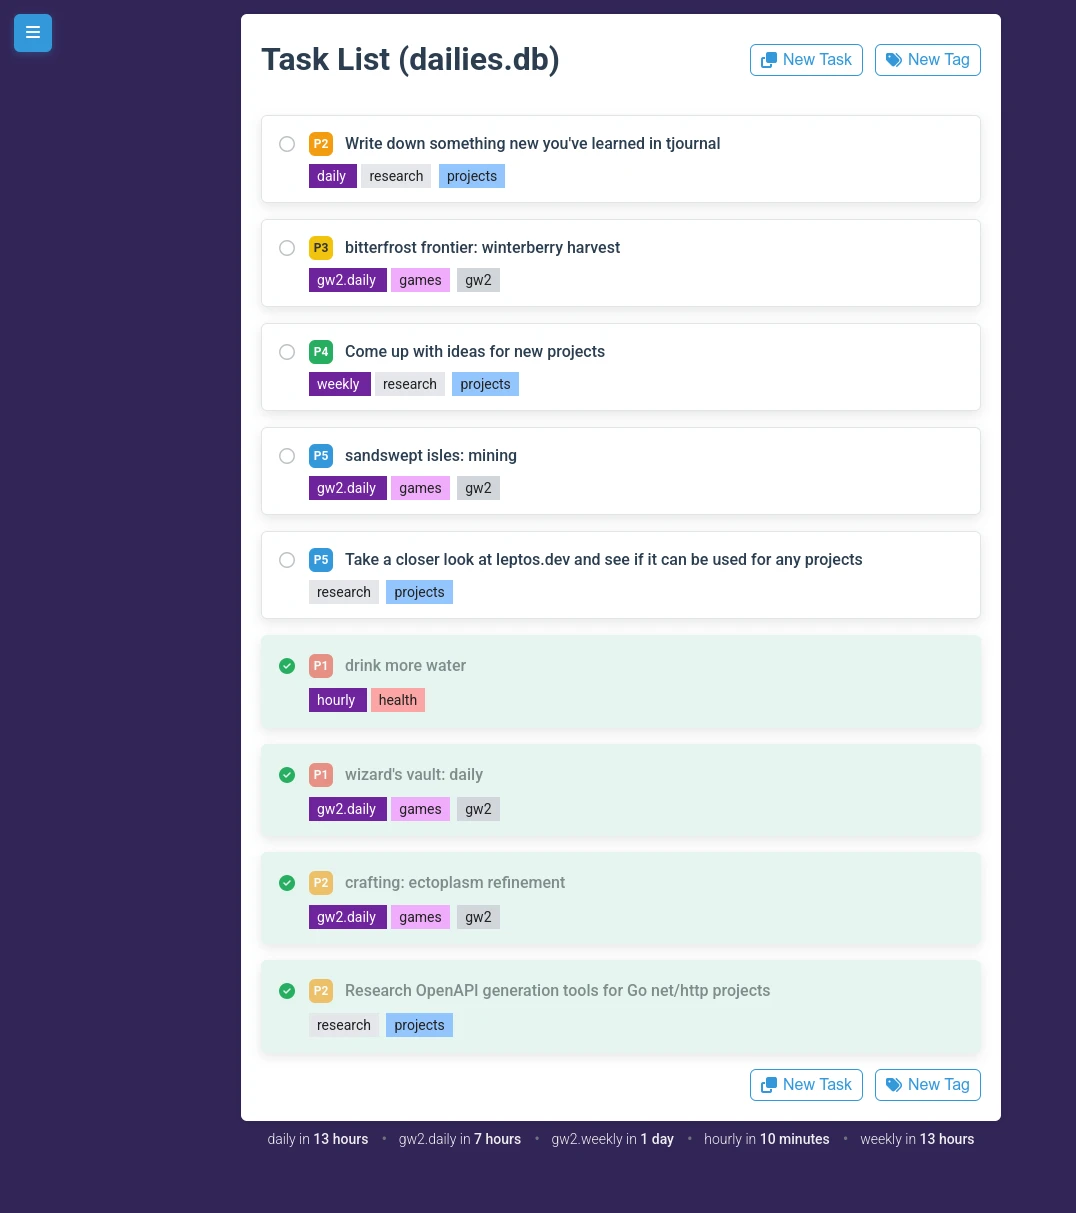 Task List (dailies.db) New Task New Tag
P2 Write down something new you've learned in tjournal
daily research projects
P3 bitterfrost frontier: winterberry harvest
gw2.daily games gw2
P4 Come up with ideas for new projects
weekly research projects
P5 sandswept isles: mining
gw2.daily games gw2
P5 Take a closer look at leptos.dev and see if it can be used for any projects
research projects
P1 drink more water
hourly health
P1 wizard's vault: daily
gw2.daily games gw2
P2 crafting: ectoplasm refinement
gw2.daily games gw2
P2 Research OpenAPI generation tools for Go net/http projects
research projects
New Task New Tag
daily in 13 hours • gw2.daily in 7 hours • gw2.weekly in 1 day • hourly in 10 minutes • weekly in 13 hours